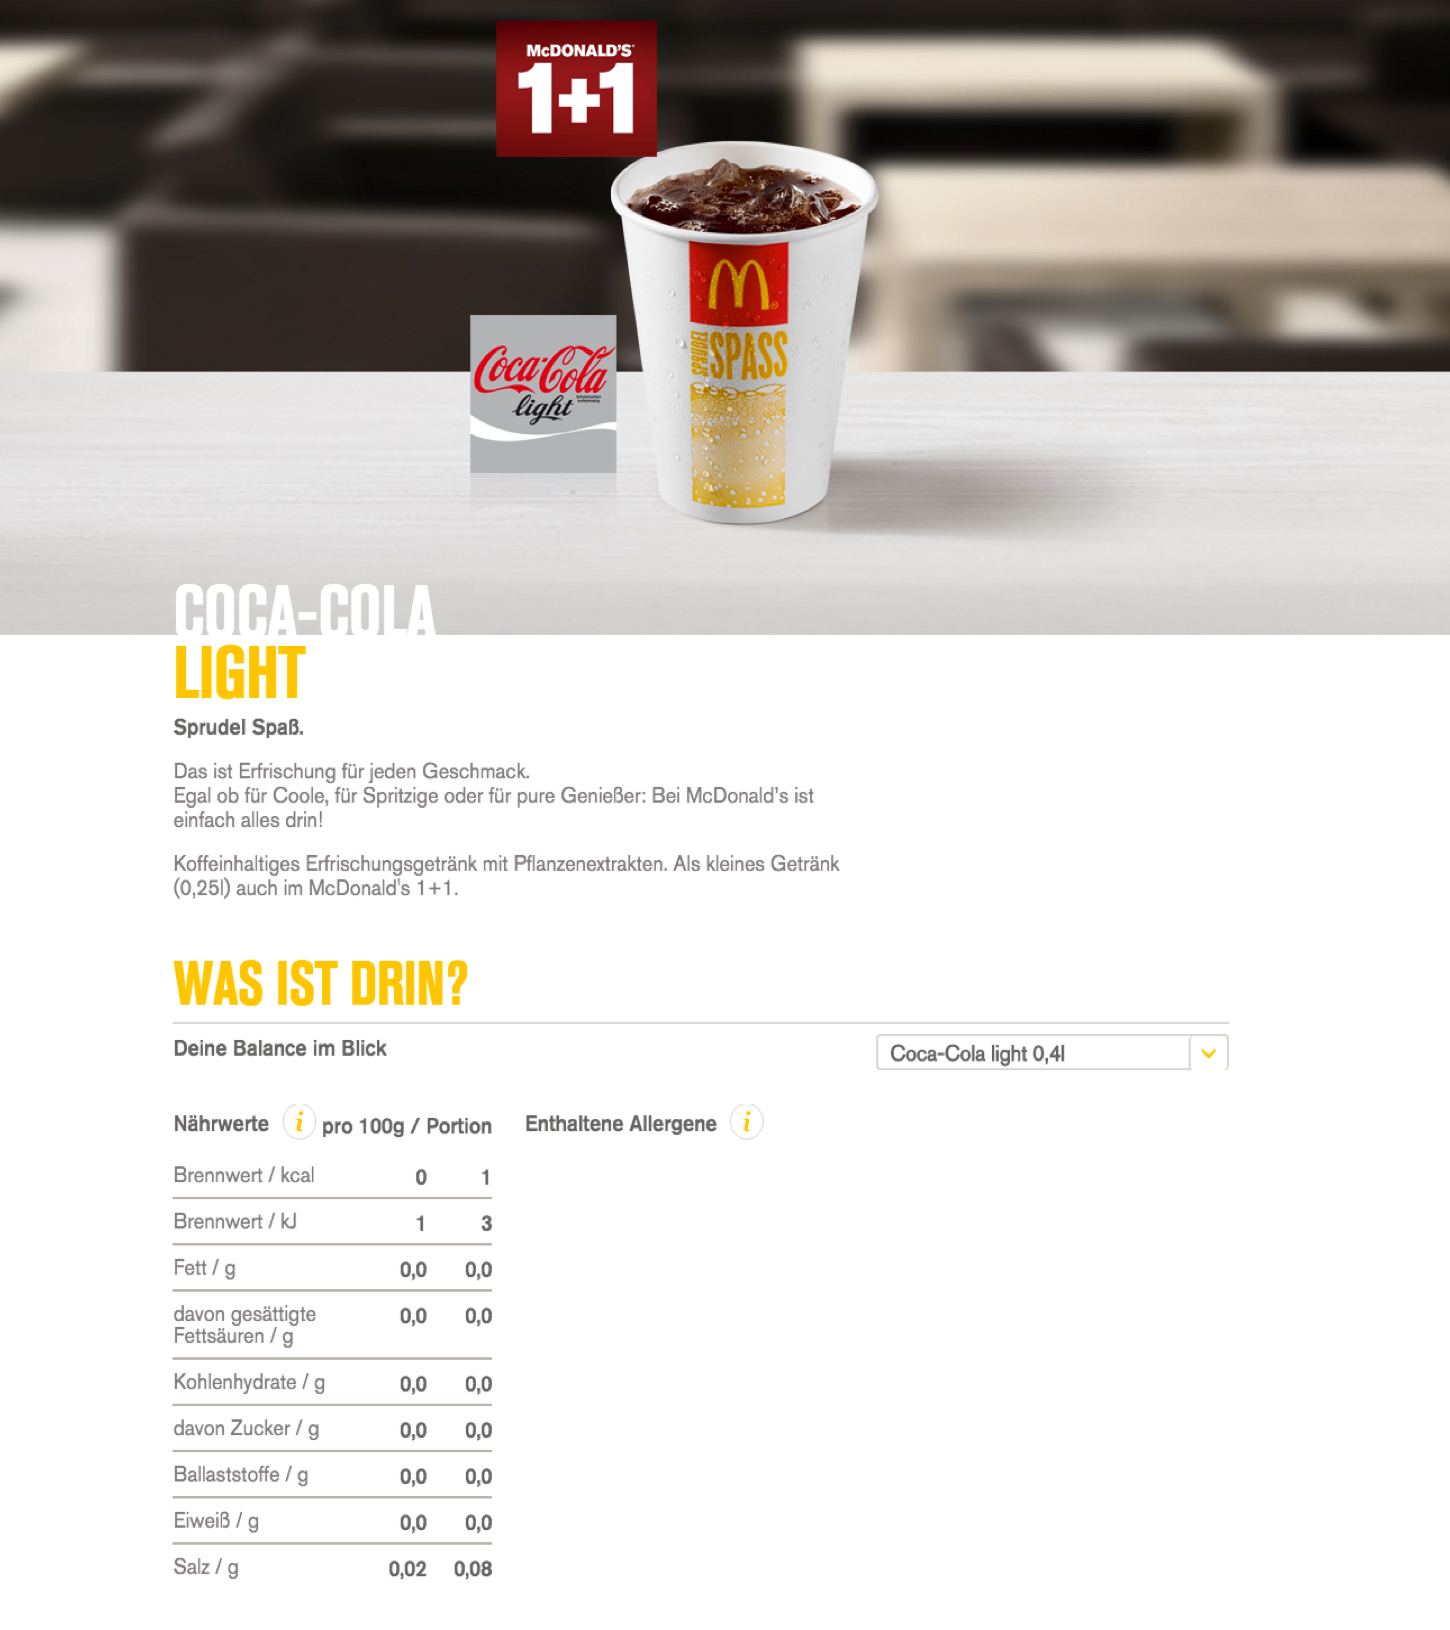 McDONALD'S
1+1
M
SPRUDEL
SPASS
Coca-Cola
light
COCA-COLA
LIGHT
Sprudel Spaß.
Das ist Erfrischung für jeden Geschmack.
Egal ob für Coole, für Spritzige oder für pure Genießer: Bei McDonald's ist
einfach alles drin!
Koffeinhaltiges Erfrischungsgetränk mit Pflanzenextrakten. Als kleines Getränk
(0,25l) auch im McDonald's 1+1.
WAS IST DRIN?
Deine Balance im Blick
Coca-Cola light 0,4l
Nährwerte i pro 100g / Portion Enthaltene Allergene i
Brennwert / kcal 0 1
Brennwert / kJ 1 3
Fett / g 0,0 0,0
davon gesättigte
Fettsäuren / g 0,0 0,0
Kohlenhydrate / g 0,0 0,0
davon Zucker / g 0,0 0,0
Ballaststoffe / g 0,0 0,0
Eiweiß / g 0,0 0,0
Salz / g 0,02 0,08